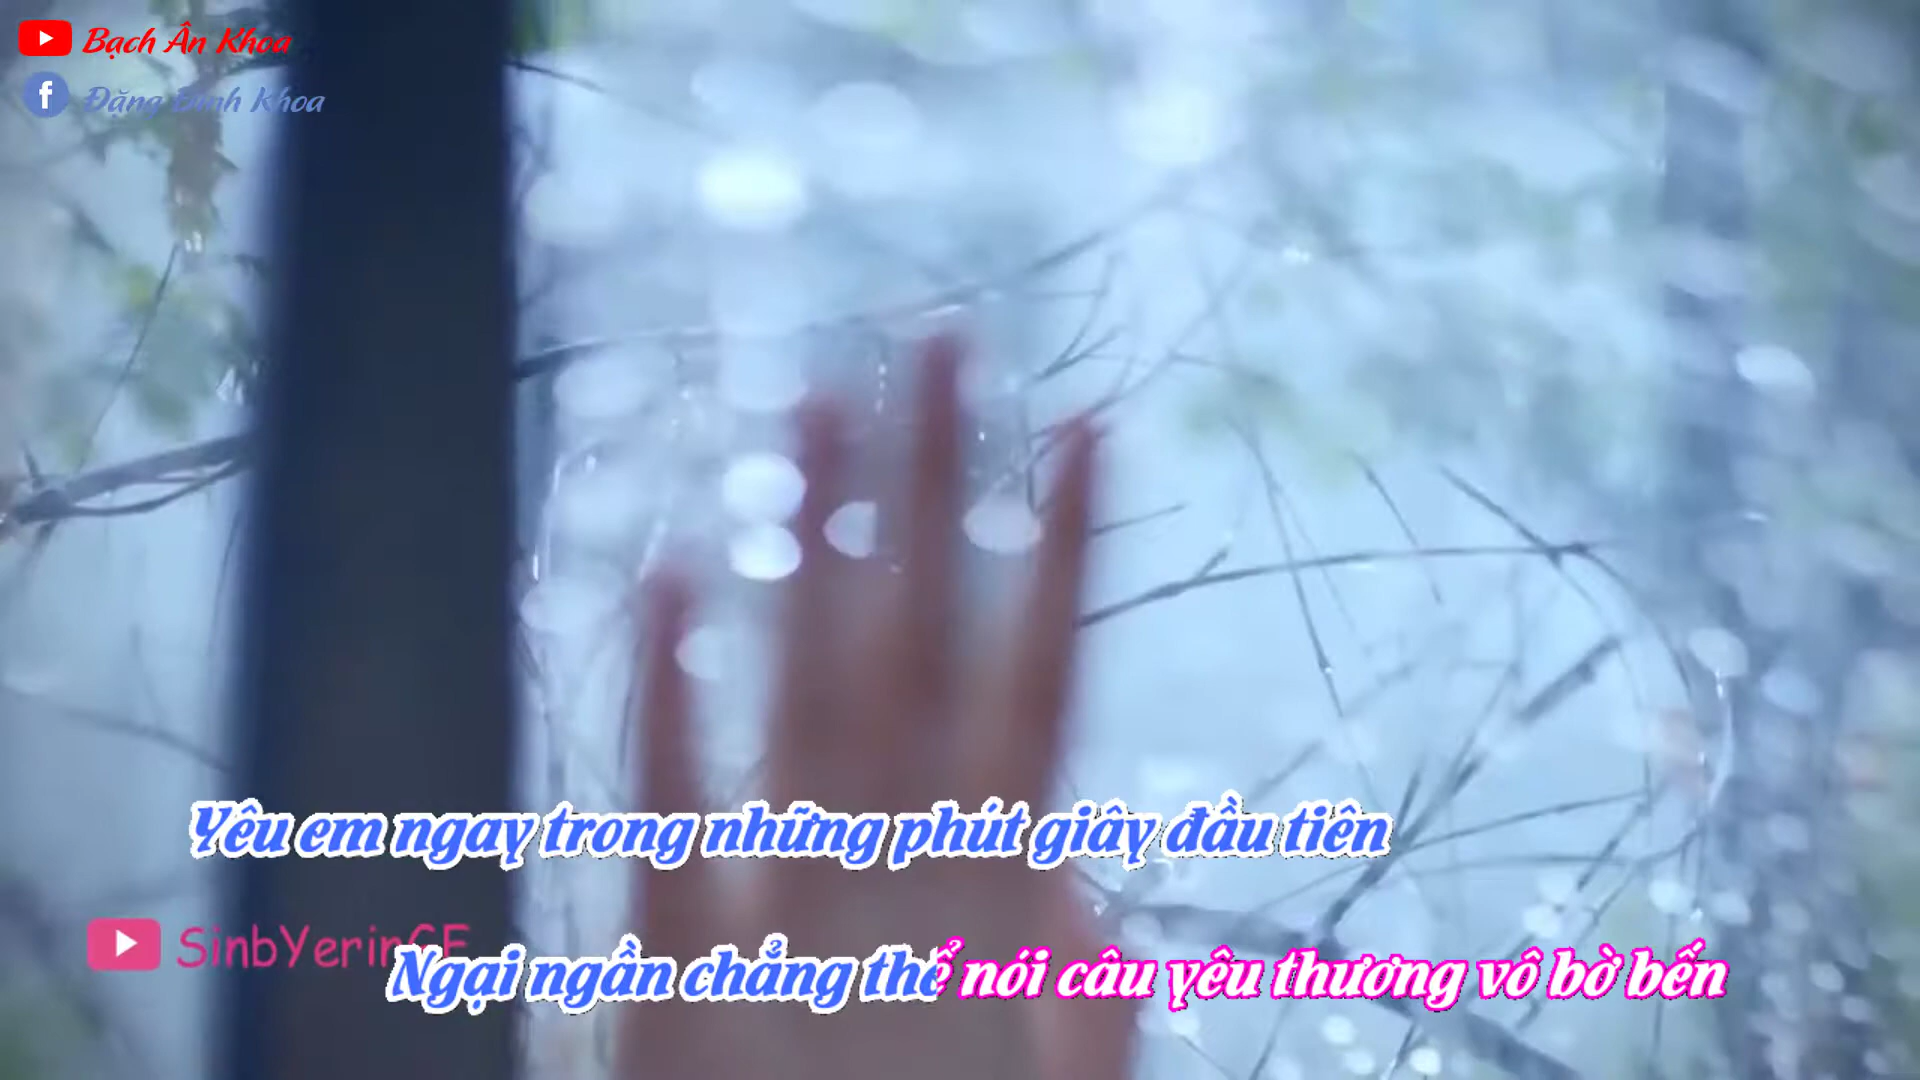 Bạch Ân Khoa
Đặng Đình Khoa
Yêu em ngay trong những phút giây đầu tiên
SinbYerinGF
Ngại ngần chẳng thể nói câu yêu thương vô bờ bến